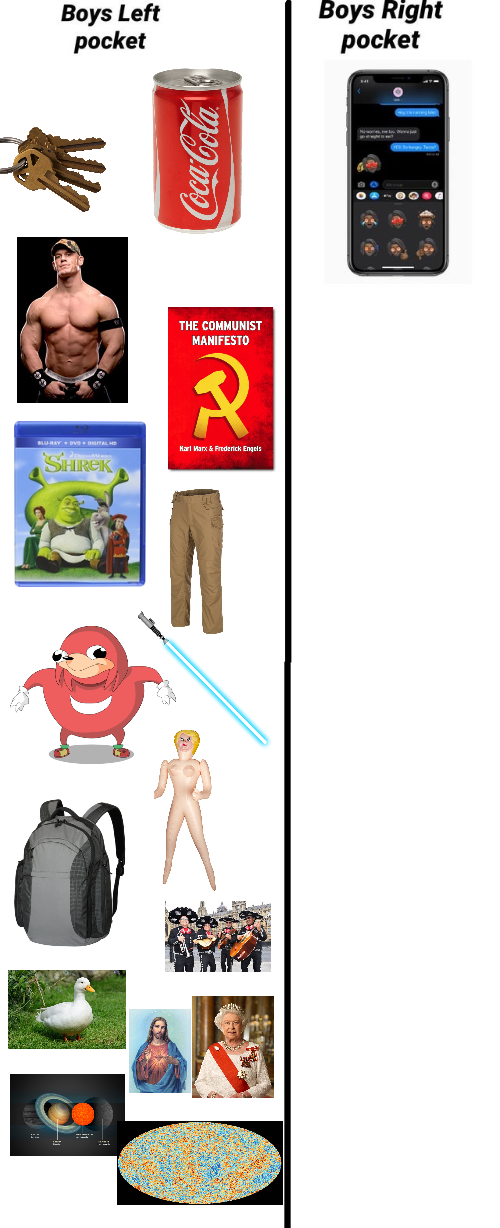 Boys Left
pocket
Boys Right
pocket
Coca-Cola
THE COMMUNIST
MANIFESTO
Karl Marx & Frederick Engels
BLU-RAY + DVD + DIGITAL HD
SHREK